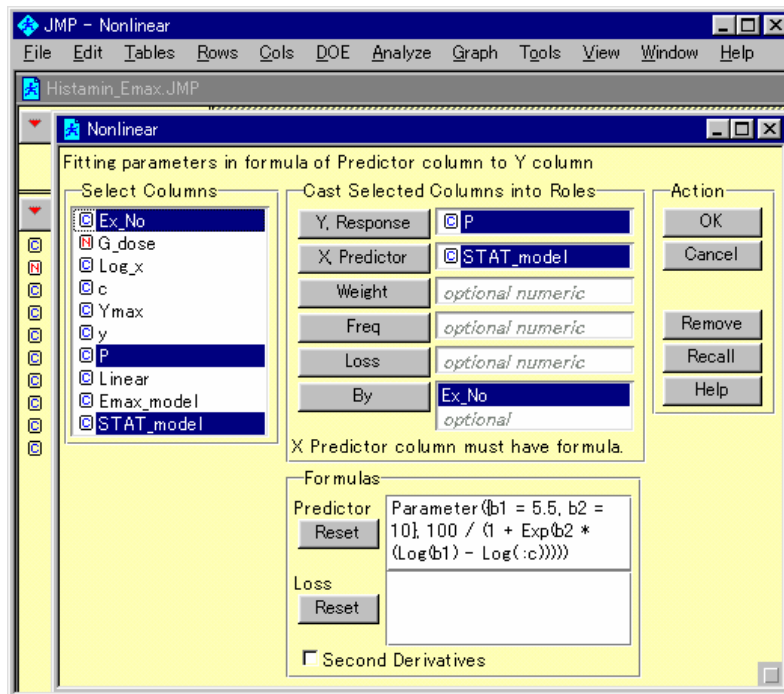 JMP - Nonlinear
File Edit Tables Rows Cols DOE Analyze Graph Tools View Window Help
Histamin_Emax.JMP
Nonlinear
Fitting parameters in formula of Predictor column to Y column
Select Columns
Ex_No
G_dose
Log_x
c
Ymax
y
P
Linear
Emax_model
STAT_model
Cast Selected Columns into Roles
Y, Response P
X, Predictor STAT_model
Weight optional numeric
Freq optional numeric
Loss optional numeric
By Ex_No
optional
X Predictor column must have formula.
Action
OK
Cancel
Remove
Recall
Help
Formulas
Predictor
Reset
Parameter({b1 = 5.5, b2 =
10}, 100 / (1 + Exp(b2 *
(Log(b1) - Log(:c)))))
Loss
Reset
Second Derivatives